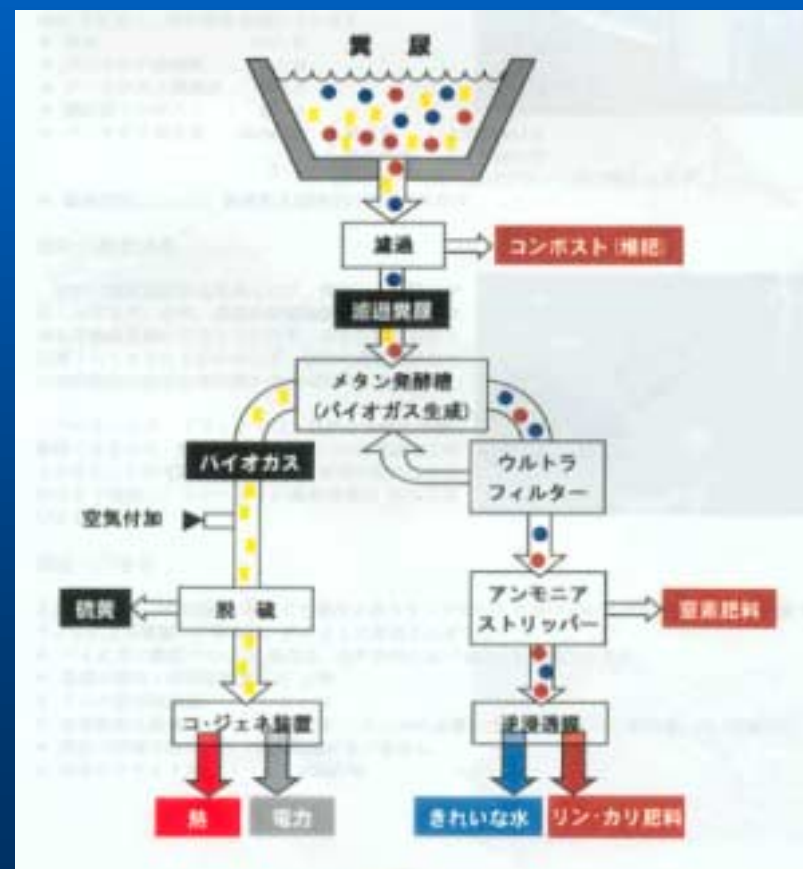 糞 尿
濾過
コンポスト(堆肥)
濾過糞尿
メタン発酵槽
(バイオガス生成)
バイオガス
ウルトラ
フィルター
空気付加
硫黄
脱 硫
アンモニア
ストリッパー
窒素肥料
コ・ジェネ装置
逆浸透膜
熱
電力
きれいな水
リン・カリ肥料